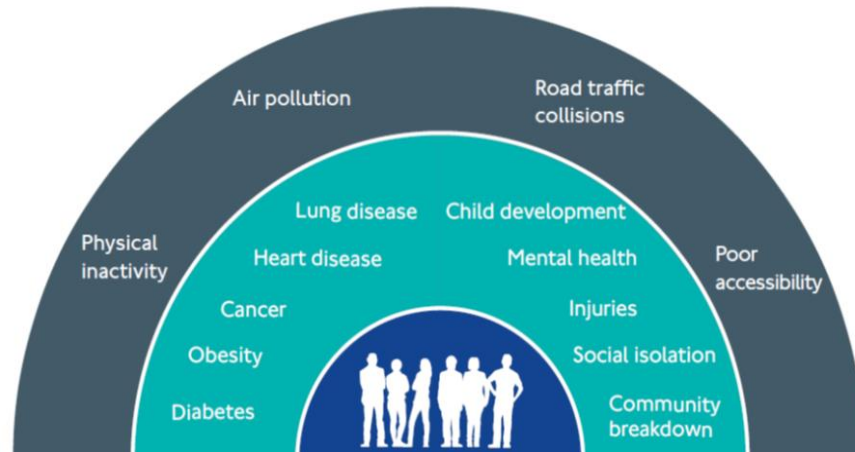 Air pollution
Road traffic
collisions
Physical
inactivity
Poor
accessibility
Lung disease
Child development
Heart disease
Mental health
Cancer
Injuries
Obesity
Social isolation
Diabetes
Community
breakdown